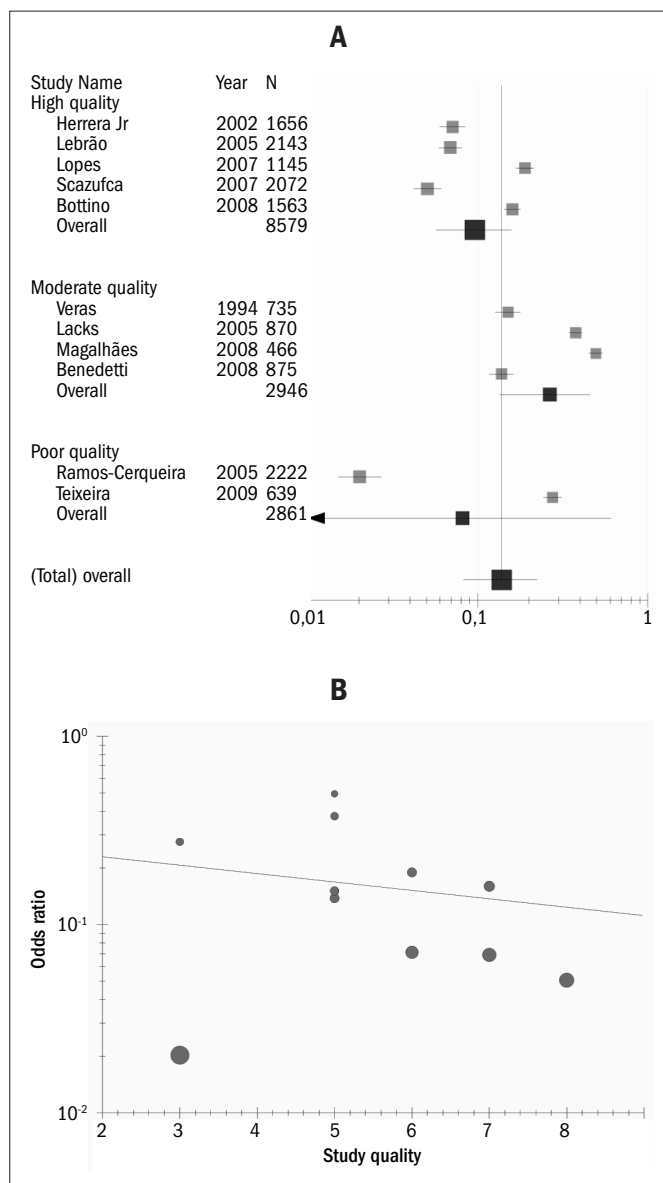 A
Study Name Year N
High quality
Herrera Jr 2002 1656
Lebrão 2005 2143
Lopes 2007 1145
Scazufca 2007 2072
Bottino 2008 1563
Overall 8579
Moderate quality
Veras 1994 735
Lacks 2005 870
Magalhães 2008 466
Benedetti 2008 875
Overall 2946
Poor quality
Ramos-Cerqueira 2005 2222
Teixeira 2009 639
Overall 2861
(Total) overall
0,01 0,1 1
B
10⁰
10⁻¹
10⁻²
Odds ratio
2 3 4 5 6 7 8
Study quality